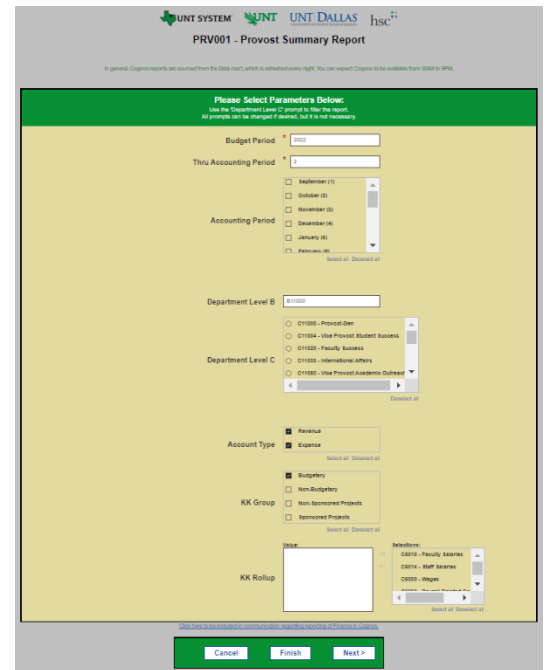 UNT SYSTEM UNT UNT DALLAS hsc
PRV001 - Provost Summary Report
In general, Cognos reports are sourced from the Data mart, which is refreshed every night. You can expect Cognos to be available from 10AM to 9PM.
Please Select Parameters Below:
Use the 'Department Level C' prompt to filter the report.
All prompts can be changed if desired, but it is not necessary.
Budget Period * 2022
Thru Accounting Period * 2
Accounting Period
September (1)
October (2)
November (3)
December (4)
January (5)
February (6)
Select all Deselect all
Department Level B B11000
Department Level C
C11000 - Provost-Gen
C11004 - Vice Provost Student Success
C11020 - Faculty Success
C11030 - International Affairs
C11050 - Vice Provost Academic Outreach
Deselect all
Account Type
Revenue
Expense
Select all Deselect all
KK Group
Budgetary
Non-Budgetary
Non-Sponsored Projects
Sponsored Projects
Select all Deselect all
KK Rollup
Value:
Selections:
C5010 - Faculty Salaries
C5014 - Staff Salaries
C5030 - Wages
Select all Deselect all
Click here to be included in communication regarding reporting of Finance in Cognos.
Cancel Finish Next >